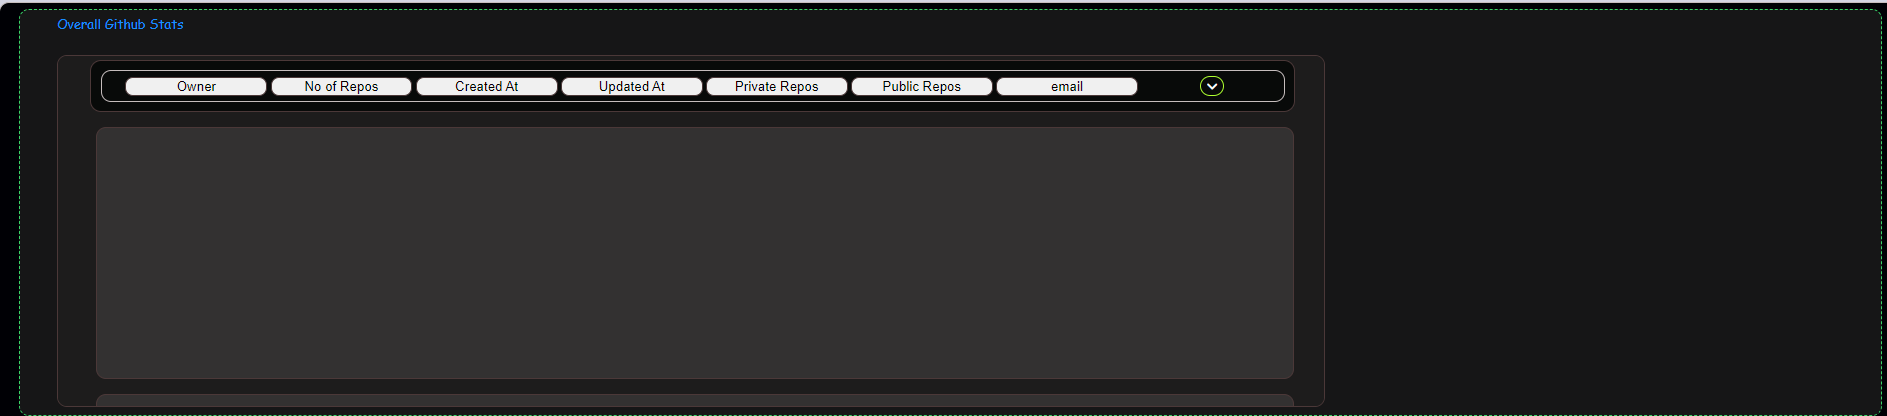 Overall Github Stats
Owner No of Repos Created At Updated At Private Repos Public Repos email